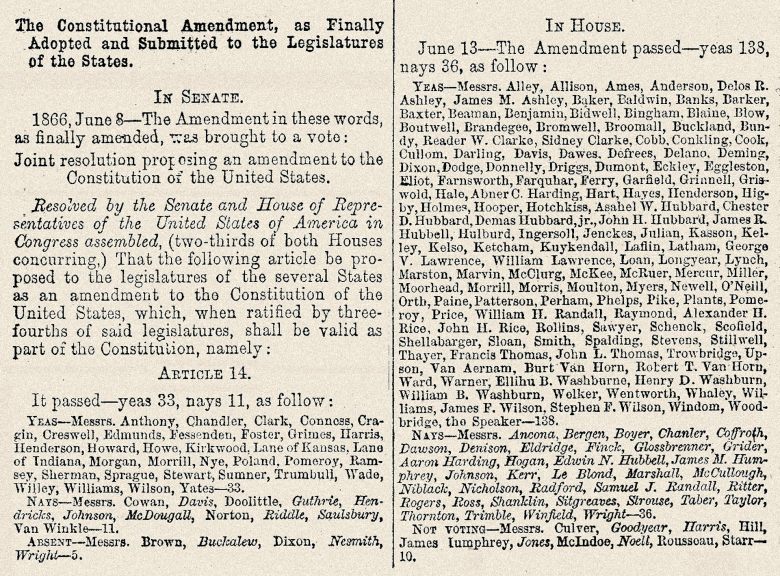 The Constitutional Amendment, as Finally
Adopted and Submitted to the Legislatures
of the States.
IN SENATE.
1866, June 8—The Amendment in these words,
as finally amended, was brought to a vote:
Joint resolution proposing an amendment to the
Constitution of the United States.
Resolved by the Senate and House of Repre-
sentatives of the United States of America in
Congress assembled, (two-thirds of both Houses
concurring,) That the following article be pro-
posed to the legislatures of the several States
as an amendment to the Constitution of the
United States, which, when ratified by three-
fourths of said legislatures, shall be valid as
part of the Constitution, namely:
ARTICLE 14.
It passed—yeas 33, nays 11, as follow:
YEAS—Messrs. Anthony, Chandler, Clark, Conness, Cra-
gin, Creswell, Edmunds, Fessenden, Foster, Grimes, Harris,
Henderson, Howard, Howe, Kirkwood, Lane of Kansas, Lane
of Indiana, Morgan, Morrill, Nye, Poland, Pomeroy, Ram-
sey, Sherman, Sprague, Stewart, Sumner, Trumbull, Wade,
Willey, Williams, Wilson, Yates—33.
NAYS—Messrs. Cowan, Davis, Doolittle, Guthrie, Hen-
dricks, Johnson, McDougall, Norton, Riddle, Saulsbury,
Van Winkle—11.
ABSENT—Messrs. Brown, Buckalew, Dixon, Nesmith,
Wright—5.
IN HOUSE.
June 13—The Amendment passed—yeas 138,
nays 36, as follow:
YEAS—Messrs. Alley, Allison, Ames, Anderson, Delos R.
Ashley, James M. Ashley, Baker, Baldwin, Banks, Barker,
Baxter, Beaman, Benjamin, Bidwell, Bingham, Blaine, Blow,
Boutwell, Brandegee, Bromwell, Broomall, Buckland, Bun-
dy, Reader W. Clarke, Sidney Clarke, Cobb, Conkling, Cook,
Cullom, Darling, Davis, Dawes, Defrees, Delano, Deming,
Dixon, Dodge, Donnelly, Driggs, Dumont, Eckley, Eggleston,
Eliot, Farnsworth, Farquhar, Ferry, Garfield, Grinnell, Gris-
wold, Hale, Abner C. Harding, Hart, Hayes, Henderson, Hig-
by, Holmes, Hooper, Hotchkiss, Asahel W. Hubbard, Chester
D. Hubbard, Demas Hubbard, jr., John H. Hubbard, James R.
Hubbell, Hulburd, Ingersoll, Jenckes, Julian, Kasson, Kel-
ley, Kelso, Ketcham, Kuykendall, Laflin, Latham, George
V. Lawrence, William Lawrence, Loan, Longyear, Lynch,
Marston, Marvin, McClurg, McKee, McRuer, Mercur, Miller,
Moorhead, Morrill, Morris, Moulton, Myers, Newell, O'Neill,
Orth, Paine, Patterson, Perham, Phelps, Pike, Plants, Pome-
roy, Price, William H. Randall, Raymond, Alexander H.
Rice, John H. Rice, Rollins, Sawyer, Schenck, Scofield,
Shellabarger, Sloan, Smith, Spalding, Stevens, Stillwell,
Thayer, Francis Thomas, John L. Thomas, Trowbridge, Up-
son, Van Aernam, Burt Van Horn, Robert T. Van Horn,
Ward, Warner, Ellihu B. Washburne, Henry D. Washburn,
William B. Washburn, Welker, Wentworth, Whaley, Wil-
liams, James F. Wilson, Stephen F. Wilson, Windom, Wood-
bridge, the Speaker—138.
NAYS—Messrs. Ancona, Bergen, Boyer, Chanler, Coffroth,
Dawson, Denison, Eldridge, Finck, Glossbrenner, Grider,
Aaron Harding, Hogan, Edwin N. Hubbell, James M. Hum-
phrey, Johnson, Kerr, Le Blond, Marshall, McCullough,
Niblack, Nicholson, Radford, Samuel J. Randall, Ritter,
Rogers, Ross, Shanklin, Sitgreaves, Strouse, Taber, Taylor,
Thornton, Trimble, Winfield, Wright—36.
NOT VOTING—Messrs. Culver, Goodyear, Harris, Hill,
James Iumphrey, Jones, McIndoe, Noell, Rousseau, Starr—
10.